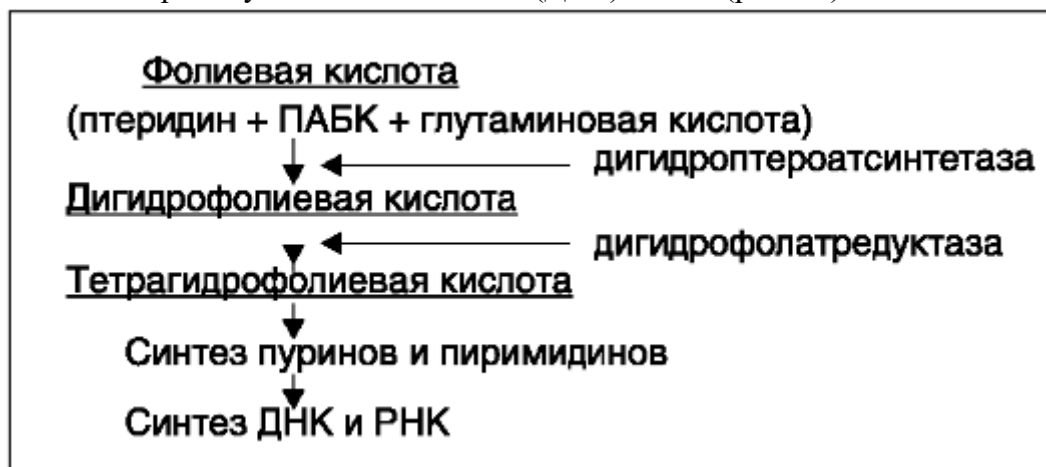 Фолиевая кислота
(птеридин + ПАБК + глутаминовая кислота)
дигидроптероатсинтетаза
Дигидрофолиевая кислота
дигидрофолатредуктаза
Тетрагидрофолиевая кислота
Синтез пуринов и пиримидинов
Синтез ДНК и РНК